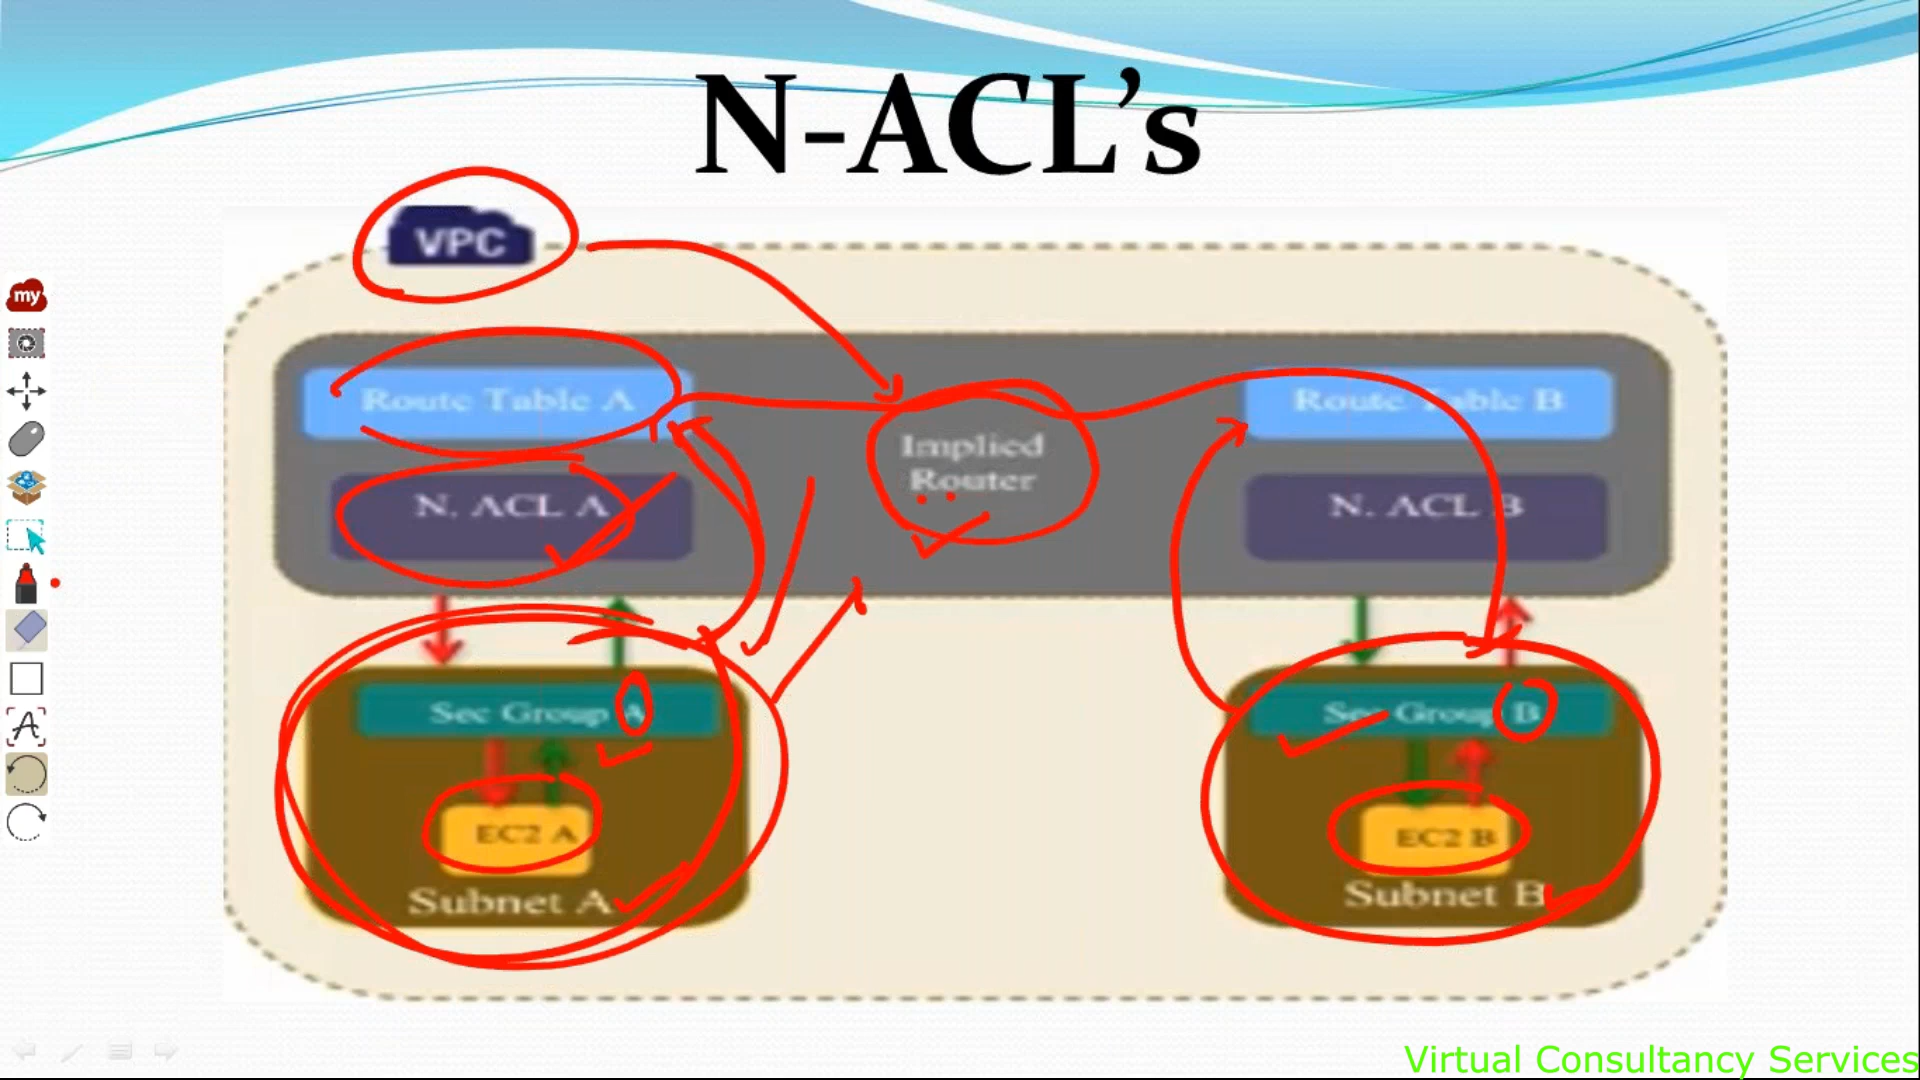 N-ACL's
VPC
Route Table A
Route Table B
Implied
Router
N. ACL A
N. ACL B
my
Sec Group A
Sec Group B
EC2 A
EC2 B
Subnet A
Subnet B
A
Virtual Consultancy Services